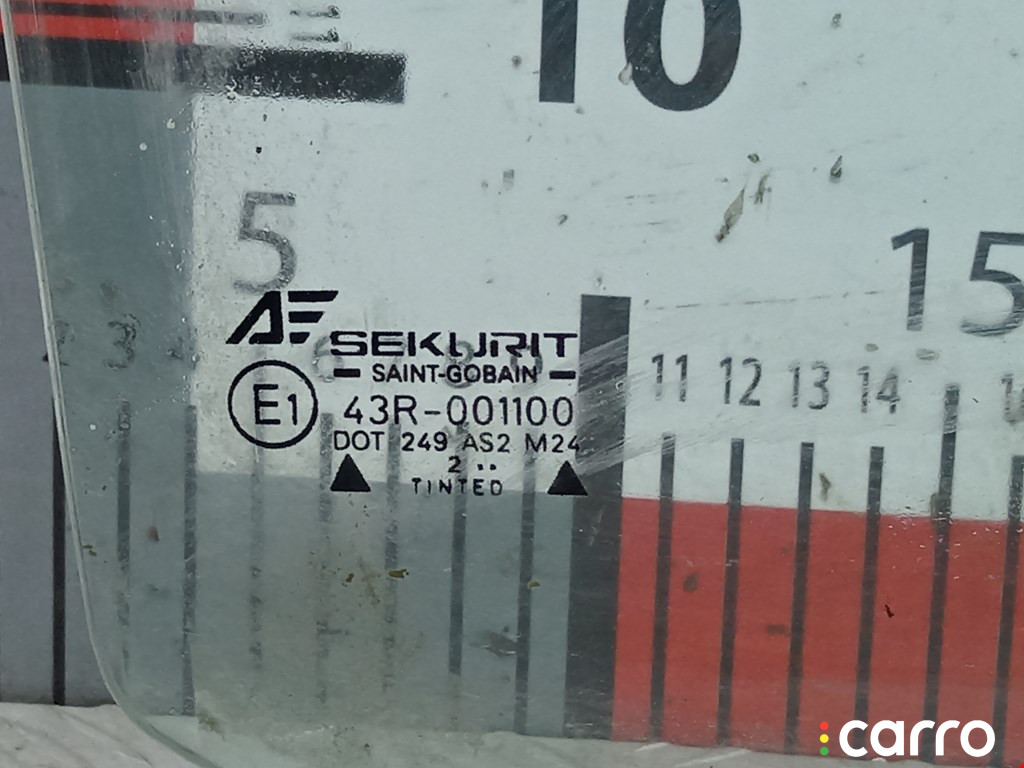 10
5
15
AF SEKURIT
SAINT-GOBAIN
E1 43R-001100
DOT 249 AS2 M24
2 ..
TINTED
3
11 12 13 14
carro